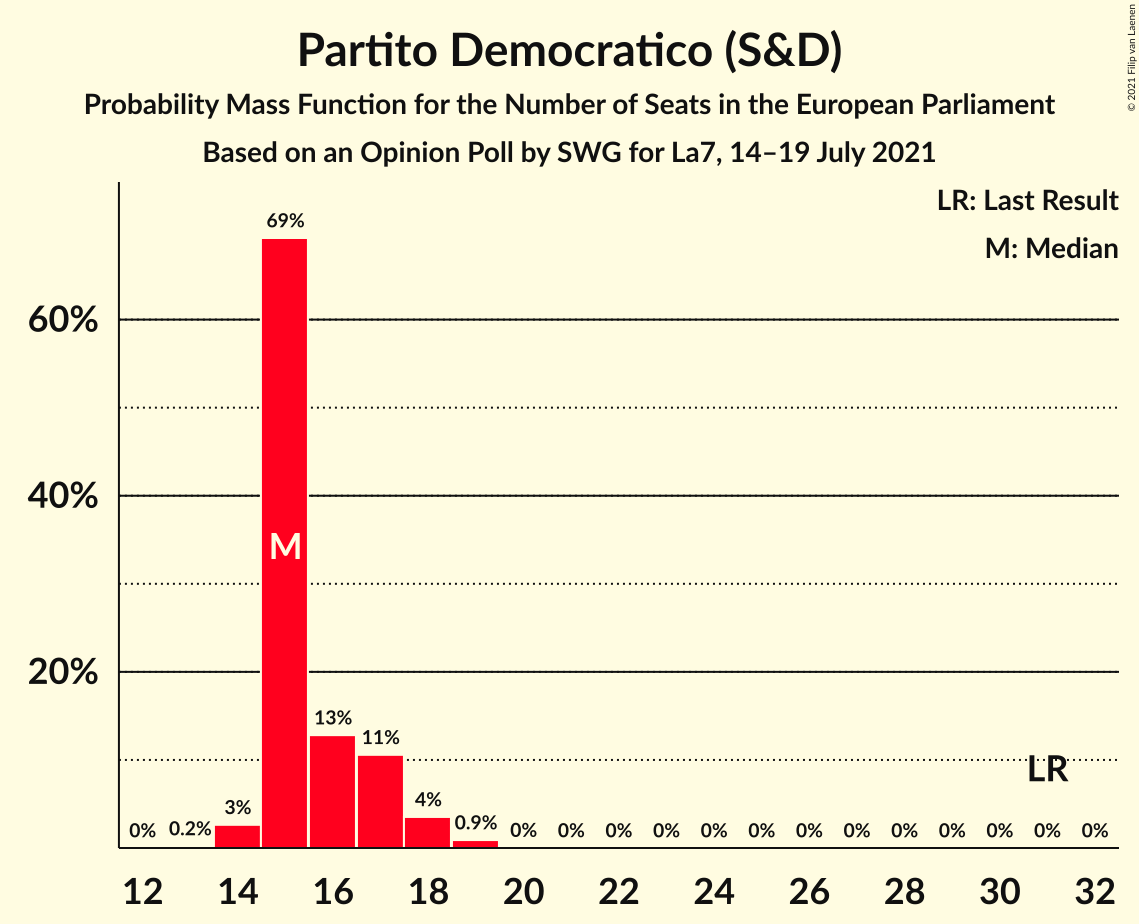 Partito Democratico (S&D)
Probability Mass Function for the Number of Seats in the European Parliament
Based on an Opinion Poll by SWG for La7, 14–19 July 2021
© 2021 Filip van Laenen
LR: Last Result
M: Median
60%
40%
20%
0% 0.2% 3% 69% 13% 11% 4% 0.9% 0% 0% 0% 0% 0% 0% 0% 0% 0% 0% 0% 0% 0%
M
LR
12 14 16 18 20 22 24 26 28 30 32